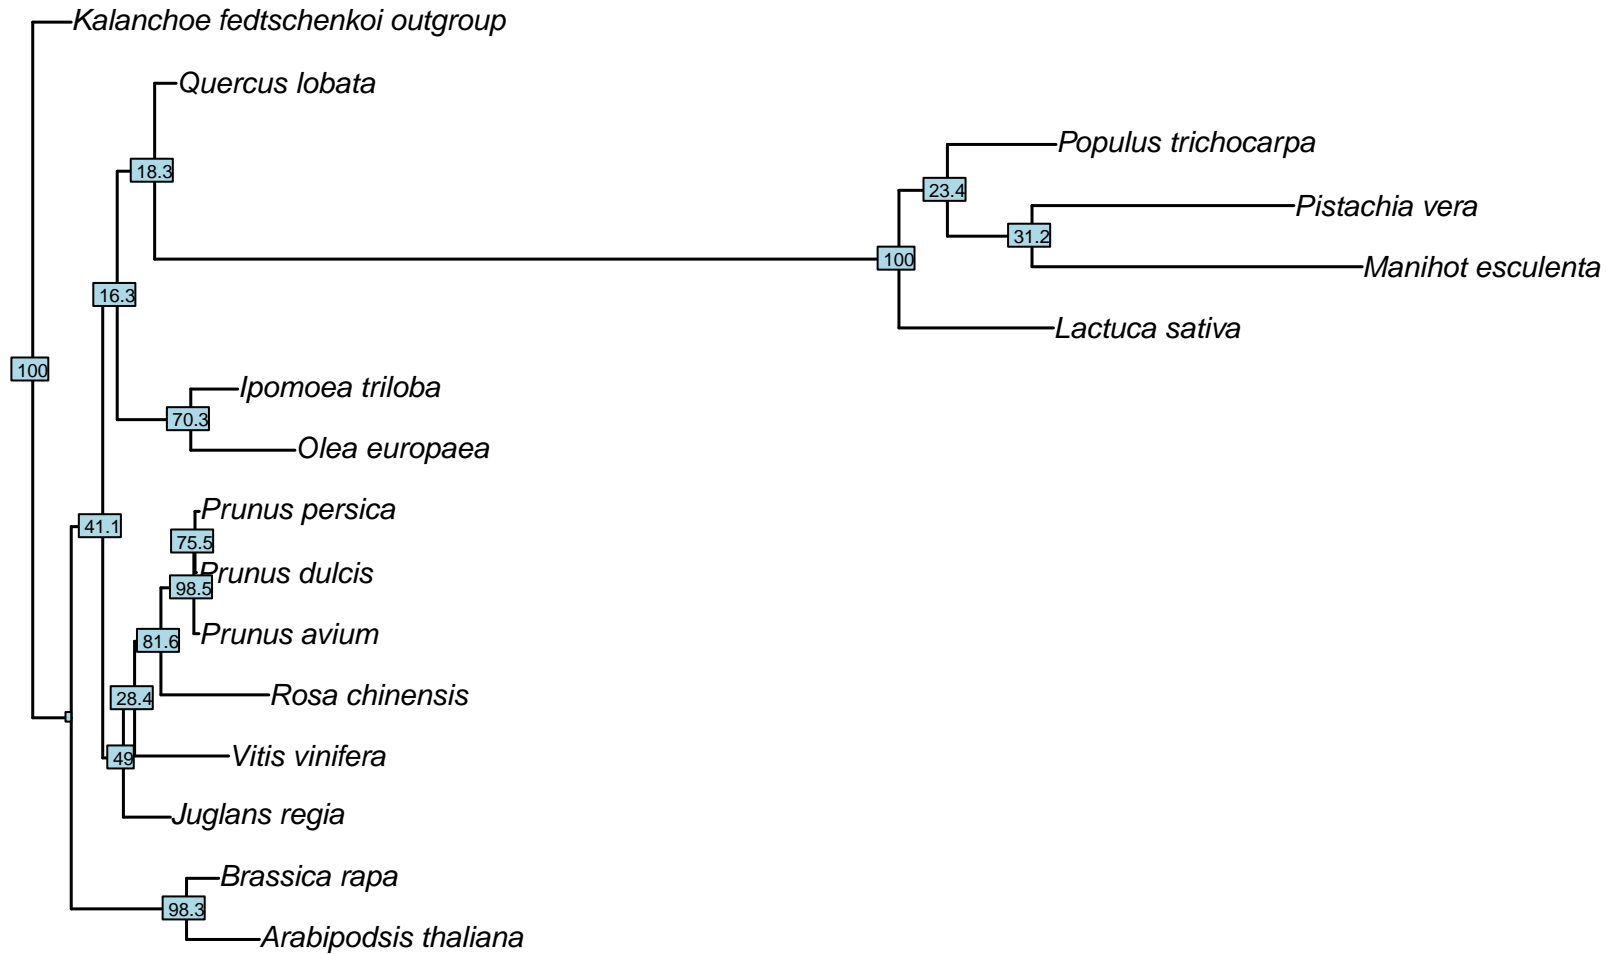 Kalanchoe fedtschenkoi outgroup
Quercus lobata
Populus trichocarpa
18.3
23.4
Pistachia vera
31.2
100
Manihot esculenta
16.3
Lactuca sativa
100
Ipomoea triloba
70.3
Olea europaea
Prunus persica
41.1
75.5
Prunus dulcis
98.5
Prunus avium
81.6
Rosa chinensis
28.4
Vitis vinifera
49
Juglans regia
Brassica rapa
98.3
Arabipodsis thaliana